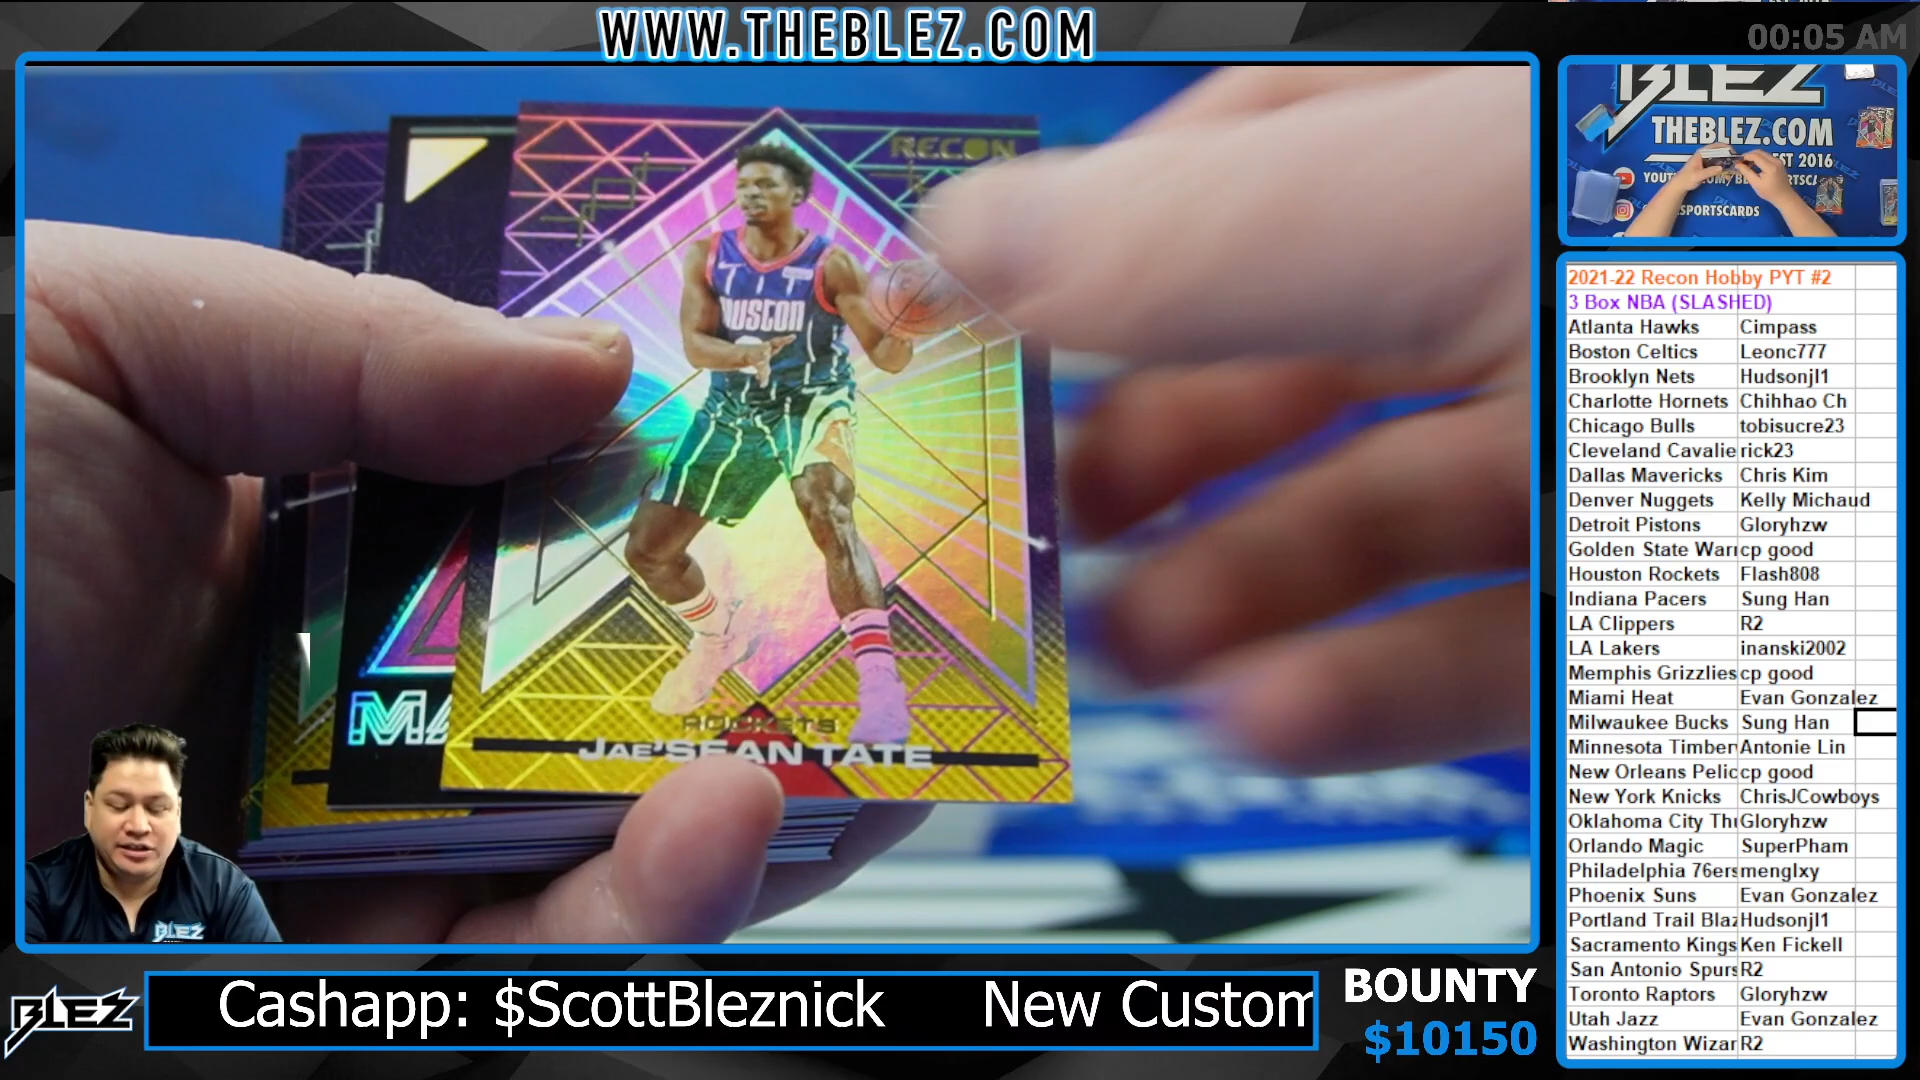 WWW.THEBLEZ.COM
00:05 AM
RECON
HOUSTON
ROCKETS
JAE'SEAN TATE
MA
BLEZ
THEBLEZ.COM
EST 2016
SPORTSCARDS
2021-22 Recon Hobby PYT #2
3 Box NBA (SLASHED)
Atlanta Hawks Cimpass
Boston Celtics Leonc777
Brooklyn Nets Hudsonjl1
Charlotte Hornets Chihhao Ch
Chicago Bulls tobisucre23
Cleveland Cavalie rick23
Dallas Mavericks Chris Kim
Denver Nuggets Kelly Michaud
Detroit Pistons Gloryhzw
Golden State Warr cp good
Houston Rockets Flash808
Indiana Pacers Sung Han
LA Clippers R2
LA Lakers inanski2002
Memphis Grizzlies cp good
Miami Heat Evan Gonzalez
Milwaukee Bucks Sung Han
Minnesota Timber Antonie Lin
New Orleans Pelic cp good
New York Knicks ChrisJCowboys
Oklahoma City Thu Gloryhzw
Orlando Magic SuperPham
Philadelphia 76ers menglxy
Phoenix Suns Evan Gonzalez
Portland Trail Blaz Hudsonjl1
Sacramento Kings Ken Fickell
San Antonio Spurs R2
Toronto Raptors Gloryhzw
Utah Jazz Evan Gonzalez
Washington Wizar R2
BLEZ
BLEZ
Cashapp: $ScottBleznick New Custom
BOUNTY
$10150